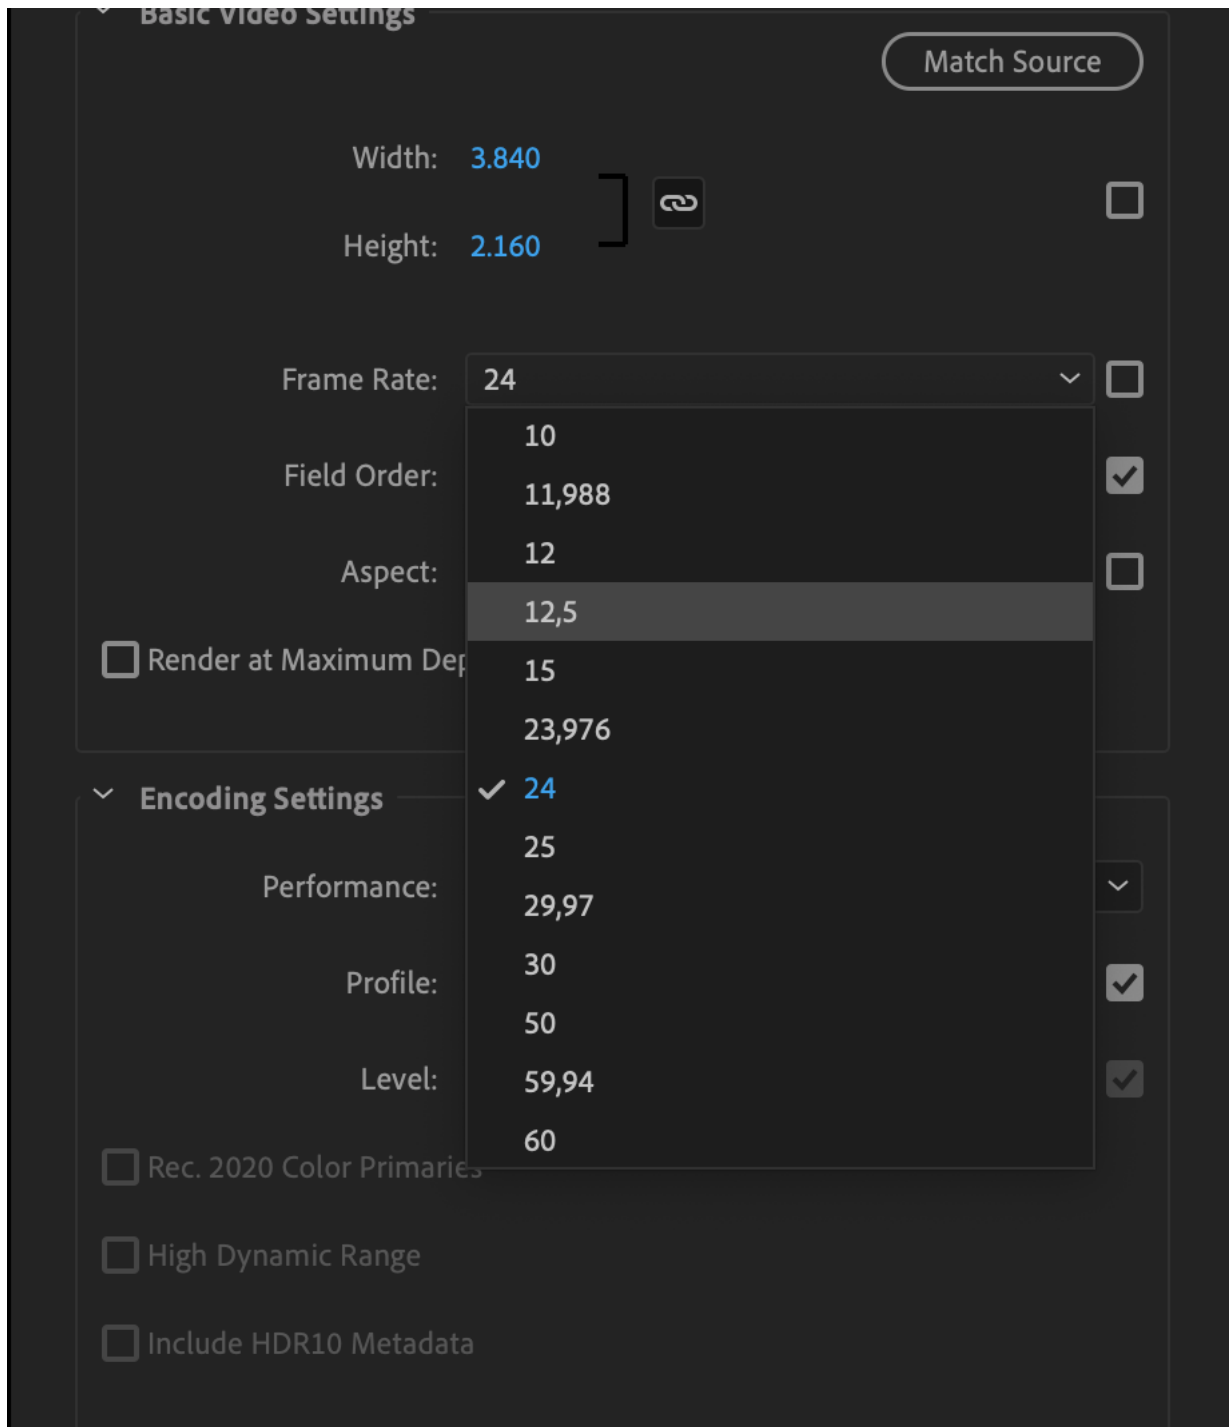 Basic Video Settings
Match Source
Width: 3.840
Height: 2.160
Frame Rate: 24
10
Field Order:
11,988
12
Aspect:
12,5
Render at Maximum Dep
15
23,976
24
Encoding Settings
25
Performance:
29,97
30
Profile:
50
Level:
59,94
60
Rec. 2020 Color Primaries
High Dynamic Range
Include HDR10 Metadata